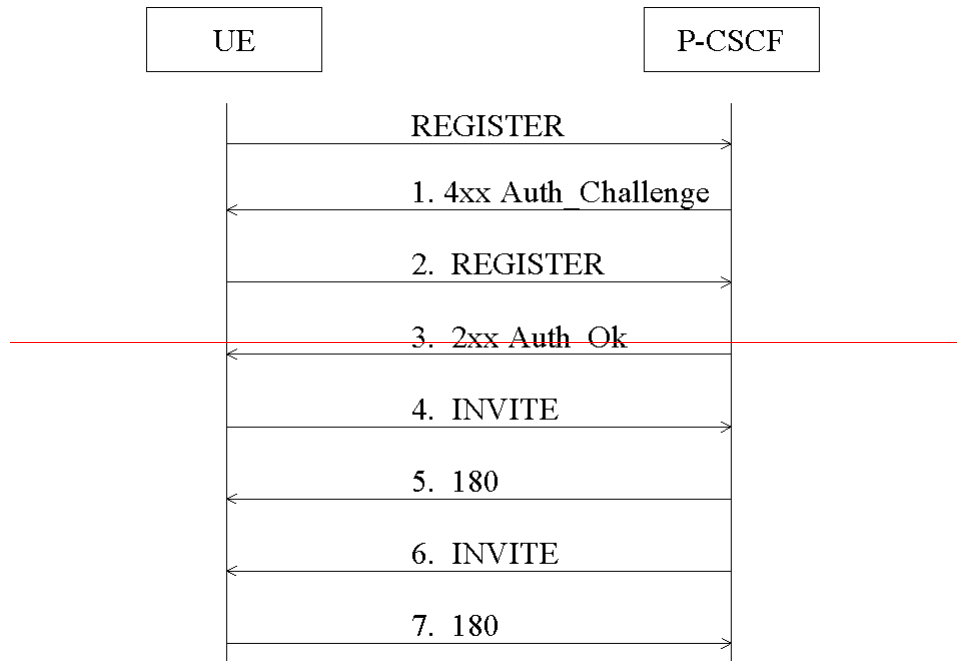 UE
P-CSCF
REGISTER
1. 4xx Auth_Challenge
2. REGISTER
3. 2xx Auth_Ok
4. INVITE
5. 180
6. INVITE
7. 180